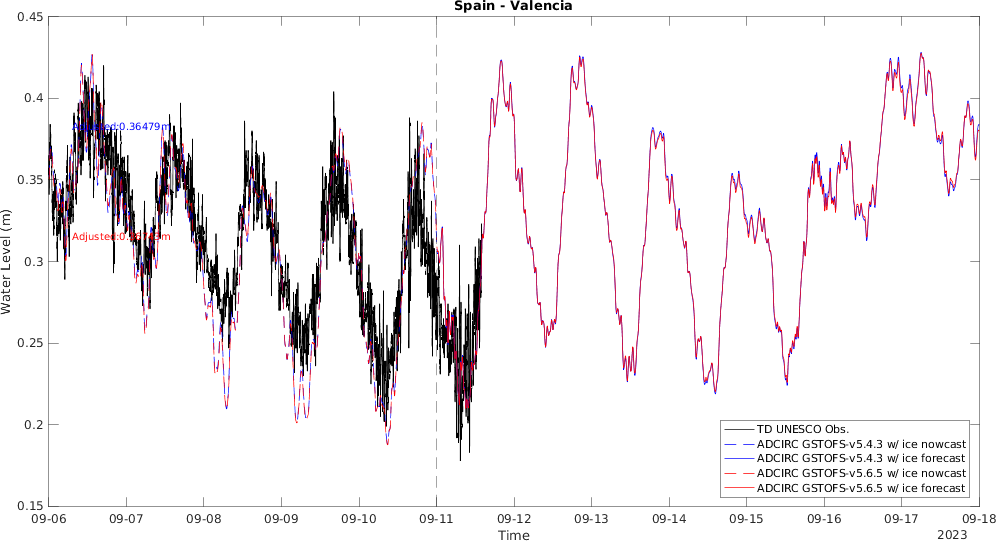 Spain - Valencia
0.45
0.4
0.35
0.3
0.25
0.2
0.15
Water Level (m)
Adjusted:0.36479m
09-06
09-07
09-08
09-09
09-10
09-11
09-12
09-13
09-14
09-15
09-16
09-17
09-18
Time
2023
TD UNESCO Obs.
ADCIRC GSTOFS-v5.4.3 w/ ice nowcast
ADCIRC GSTOFS-v5.4.3 w/ ice forecast
ADCIRC GSTOFS-v5.6.5 w/ ice nowcast
ADCIRC GSTOFS-v5.6.5 w/ ice forecast